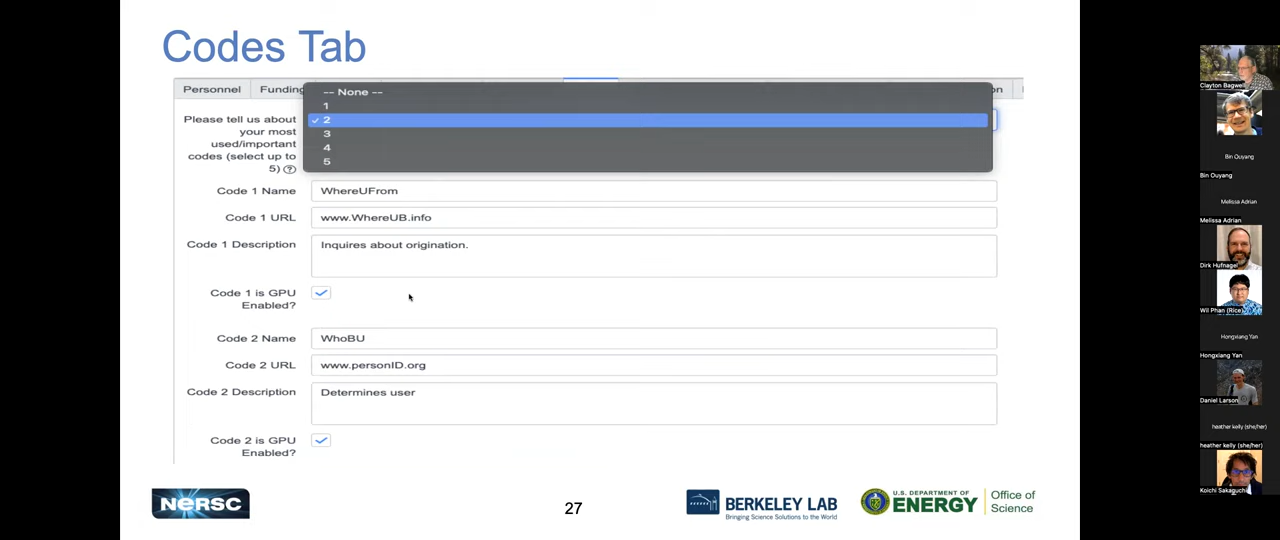 Codes Tab
Personnel
Funding
on
-- None --
1
2
3
4
5
Please tell us about
your most
used/important
codes (select up to
5) ?
Code 1 Name
WhereUFrom
Code 1 URL
www.WhereUB.info
Code 1 Description
Inquires about origination.
Code 1 is GPU
Enabled?
Code 2 Name
WhoBU
Code 2 URL
www.personID.org
Code 2 Description
Determines user
Code 2 is GPU
Enabled?
NERSC
27
BERKELEY LAB
Bringing Science Solutions to the World
U.S. DEPARTMENT OF
ENERGY
Office of
Science
Clayton Bagwell
Bin Ouyang
Bin Ouyang
Melissa Adrian
Melissa Adrian
Dirk Hufnagel
Wil Phan (Rice)
Hongxiang Yan
Hongxiang Yan
Daniel Larson
heather kelly (she/her)
heather kelly (she/her)
Koichi Sakaguchi